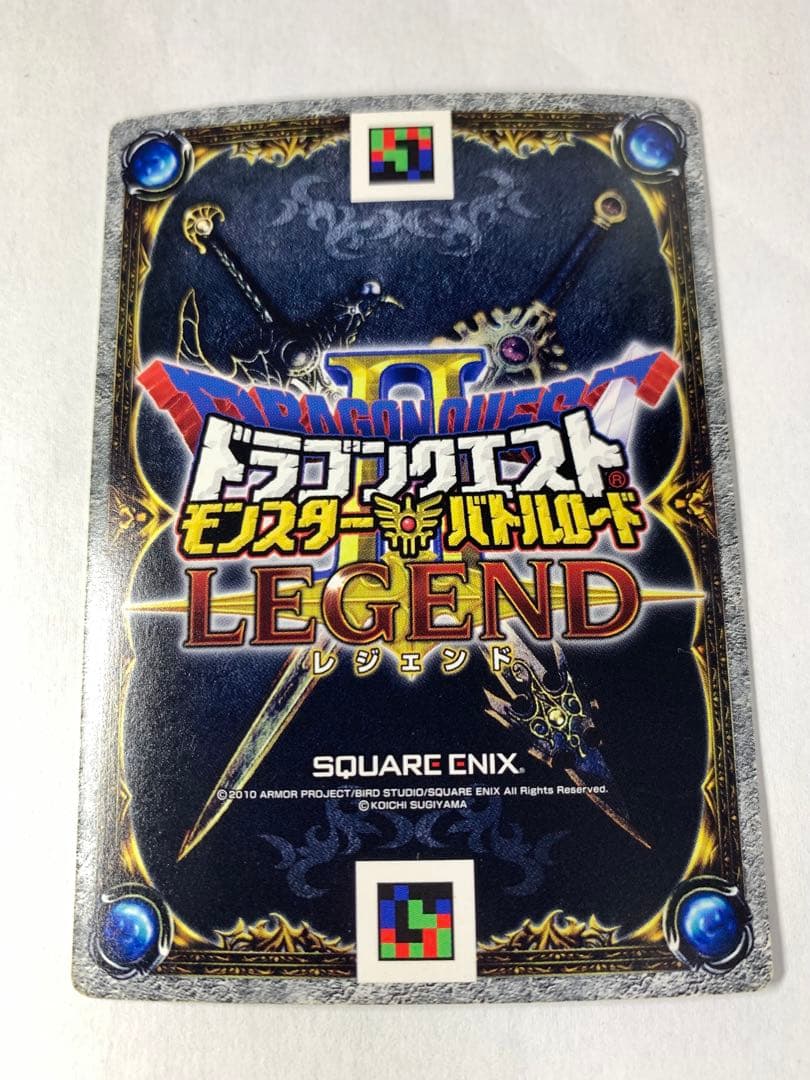 DRAGON QUEST
II
ドラゴンクエスト®
モンスターバトルロード
LEGEND
レジェンド
SQUARE ENIX®
©2010 ARMOR PROJECT/BIRD STUDIO/SQUARE ENIX All Rights Reserved.
©KOICHI SUGIYAMA